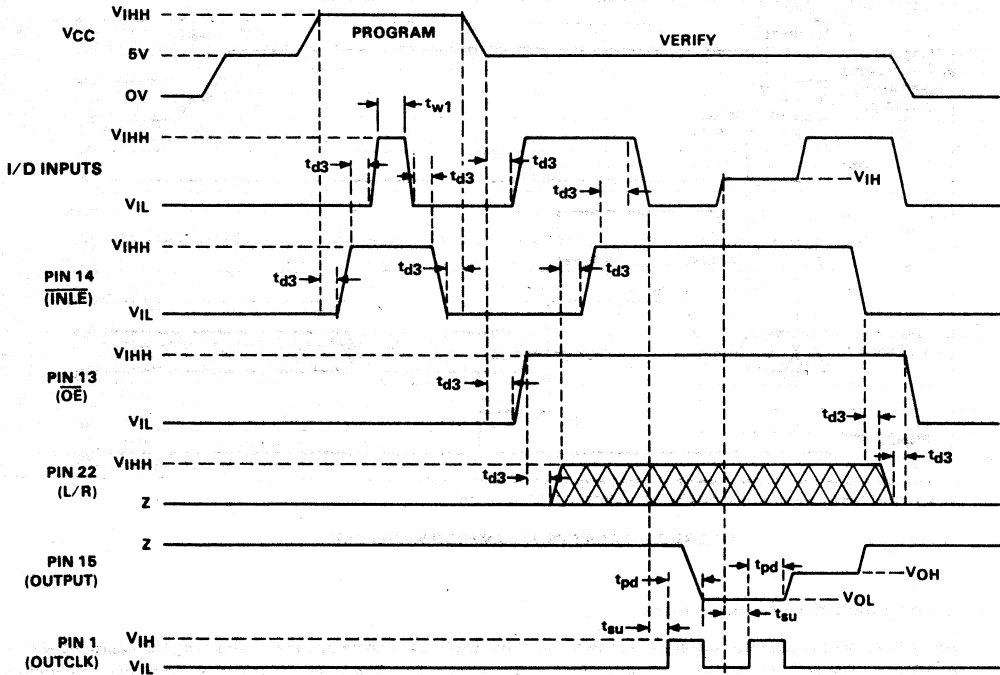 VIHH
VCC
PROGRAM
VERIFY
5V
0V
tw1
VIHH
td3
td3
td3
I/D INPUTS
td3
VIH
VIL
VIHH
PIN 14
(INLE)
td3
td3
td3
VIL
VIHH
PIN 13
(OE)
td3
VIL
td3
VIHH
PIN 22
(L/R)
td3
td3
Z
Z
PIN 15
(OUTPUT)
tpd
tpd
VOH
VOL
tsu
tsu
VIH
PIN 1
(OUTCLK)
VIL